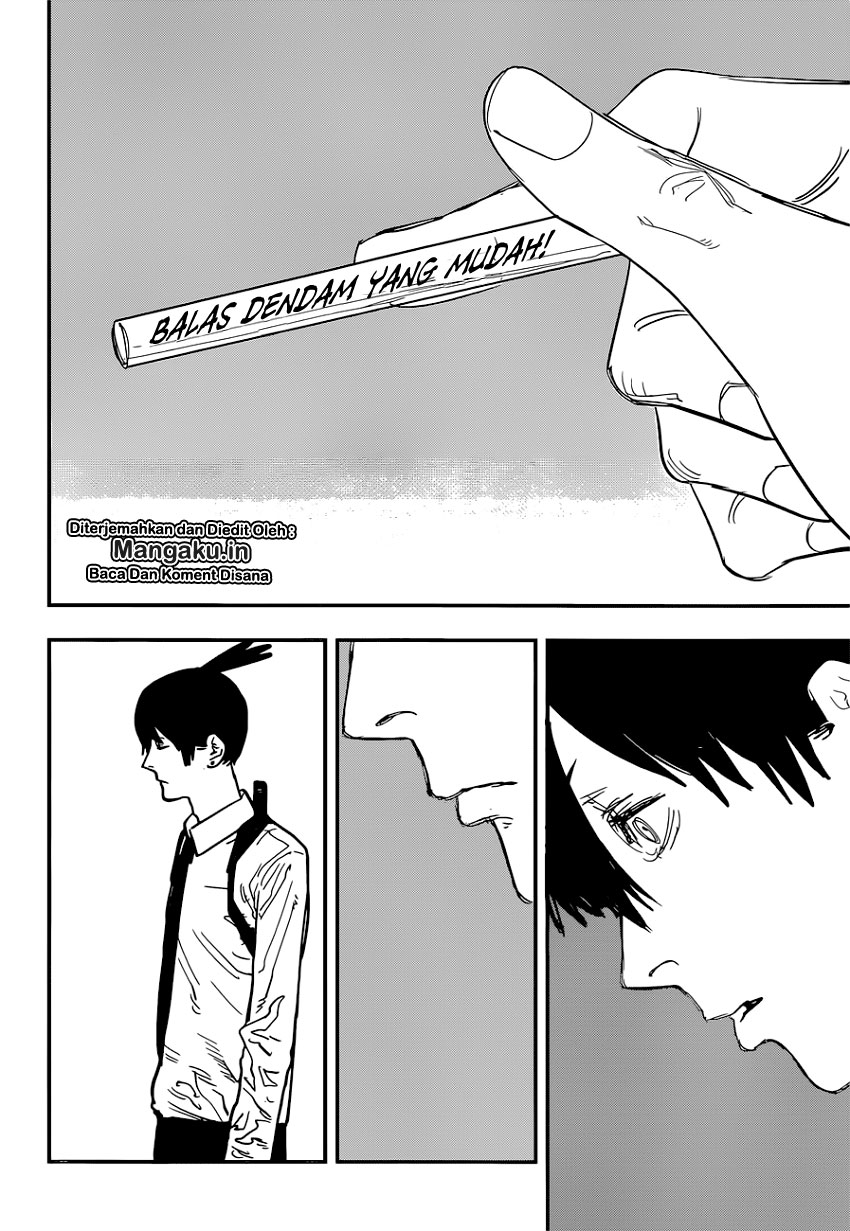 BALAS DENDAM YANG MUDAH!
Diterjemahkan dan Diedit Oleh :
Mangaku.in
Baca Dan Koment Disana